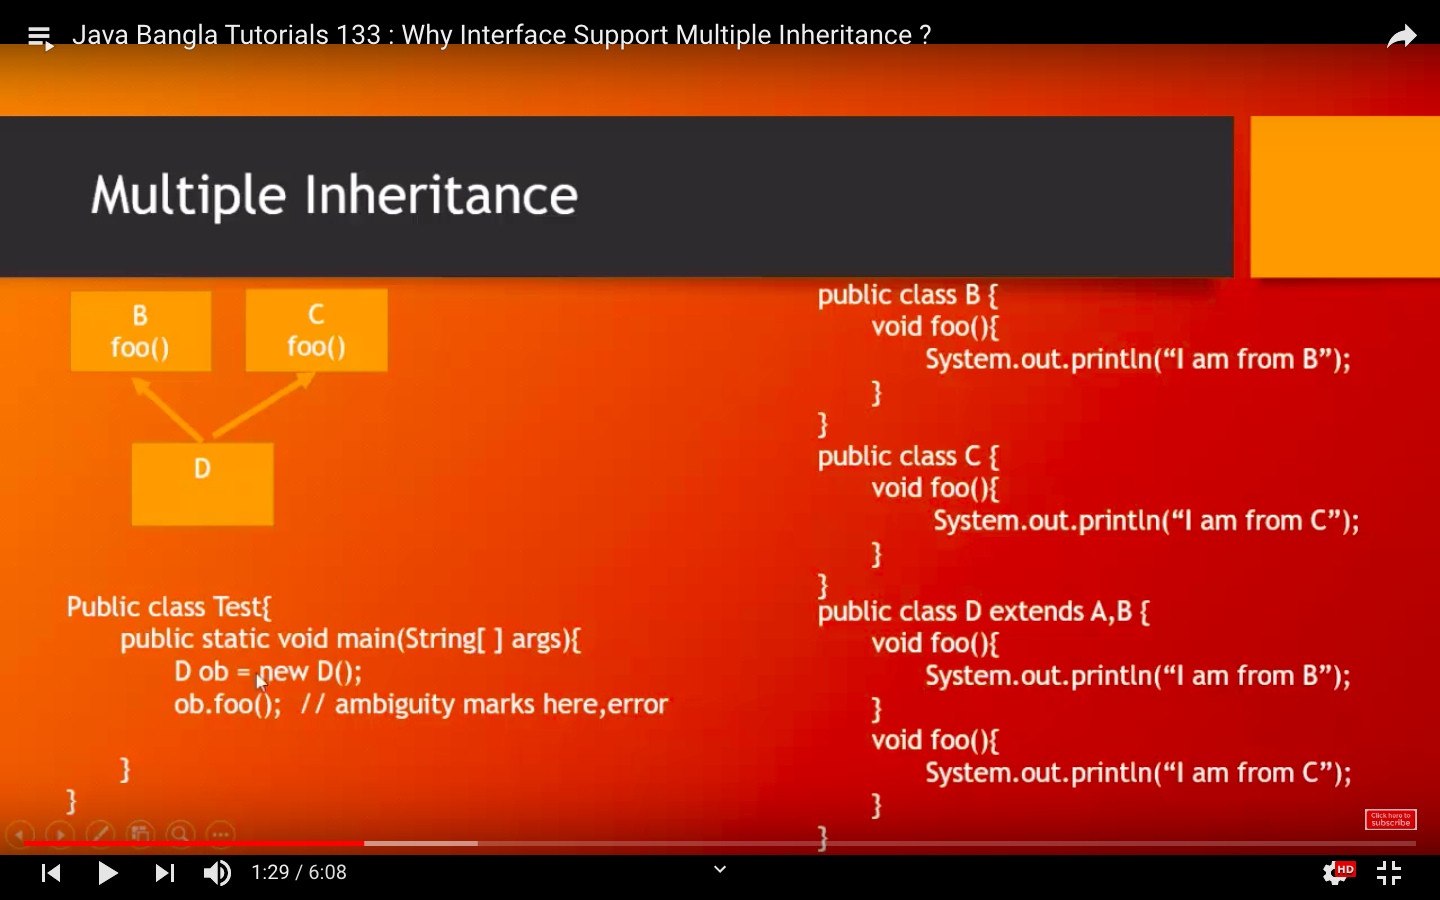 Java Bangla Tutorials 133 : Why Interface Support Multiple Inheritance ?
Multiple Inheritance
B
foo()
C
foo()
D
Public class Test{
public static void main(String[ ] args){
D ob = new D();
ob.foo();  // ambiguity marks here,error
}
}
public class B {
void foo(){
System.out.println(“I am from B”);
}
}
public class C {
void foo(){
System.out.println(“I am from C”);
}
}
public class D extends A,B {
void foo(){
System.out.println(“I am from B”);
}
void foo(){
System.out.println(“I am from C”);
}
}
Click here to
subscribe
1:29 / 6:08
HD